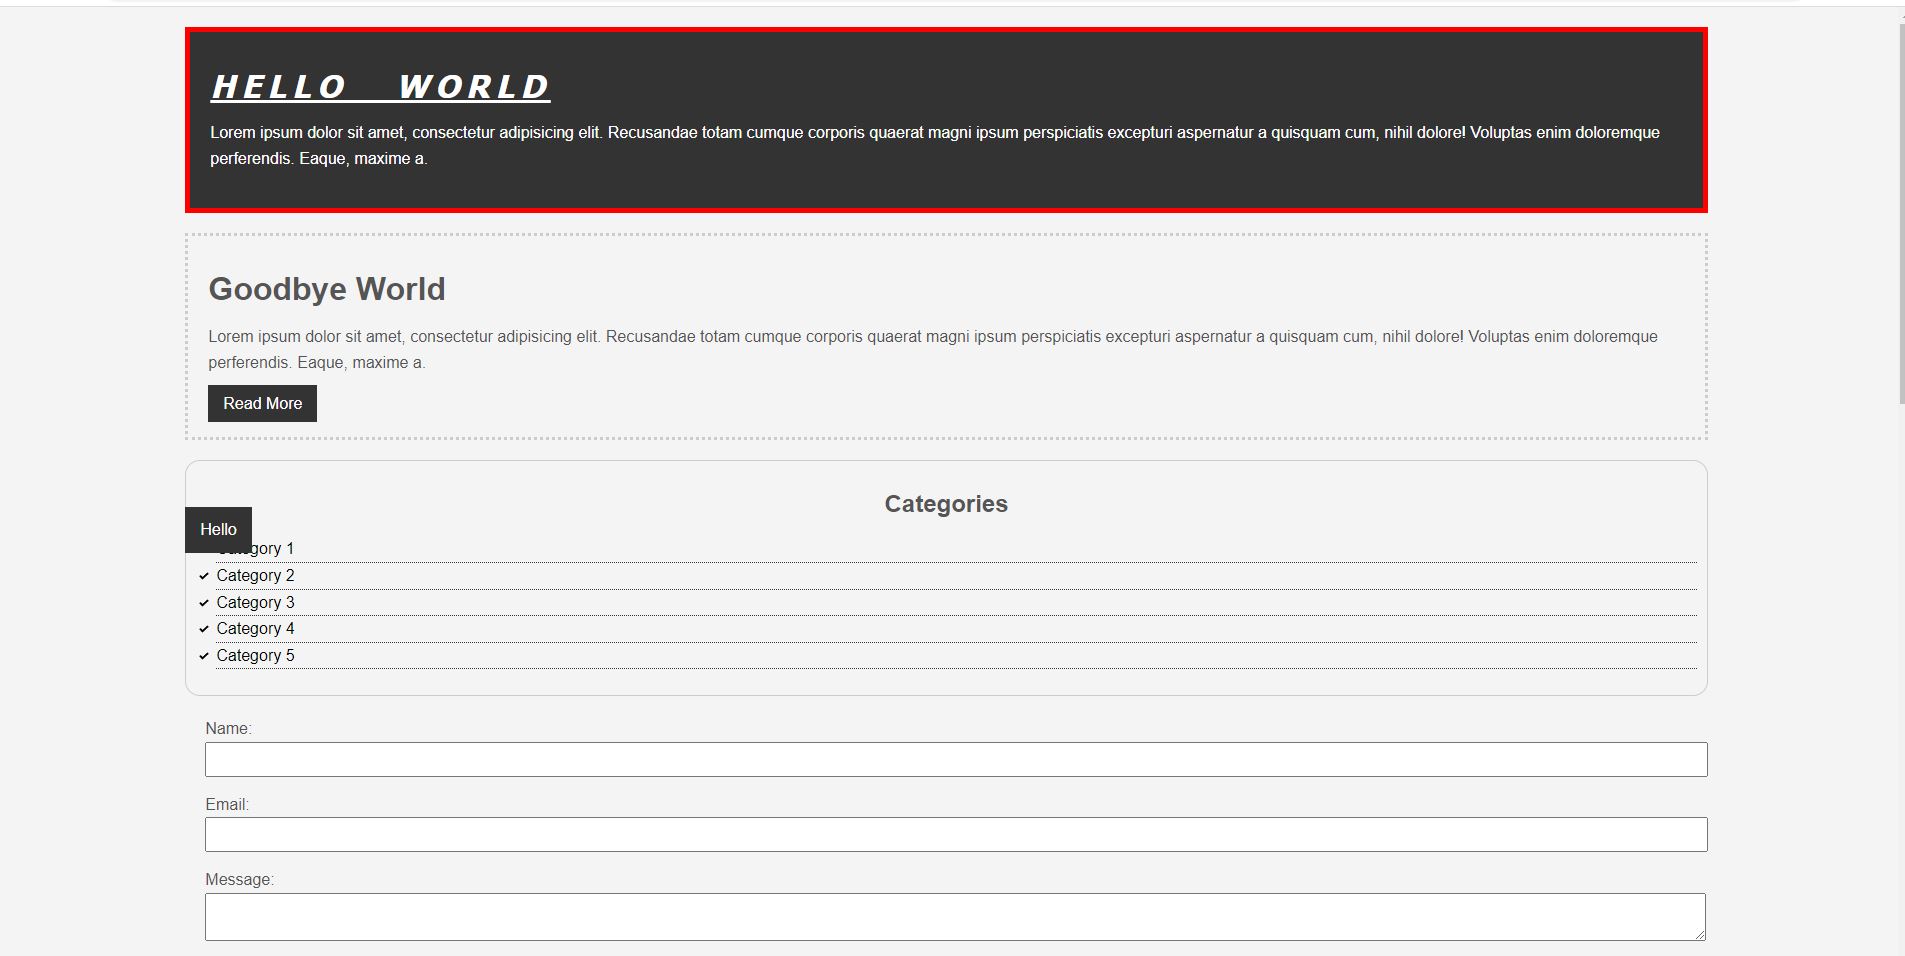 HELLO WORLD
Lorem ipsum dolor sit amet, consectetur adipisicing elit. Recusandae totam cumque corporis quaerat magni ipsum perspiciatis excepturi aspernatur a quisquam cum, nihil dolore! Voluptas enim doloremque
perferendis. Eaque, maxime a.
Goodbye World
Lorem ipsum dolor sit amet, consectetur adipisicing elit. Recusandae totam cumque corporis quaerat magni ipsum perspiciatis excepturi aspernatur a quisquam cum, nihil dolore! Voluptas enim doloremque
perferendis. Eaque, maxime a.
Read More
Categories
Hello
Category 1
Category 2
Category 3
Category 4
Category 5
Name:
Email:
Message: